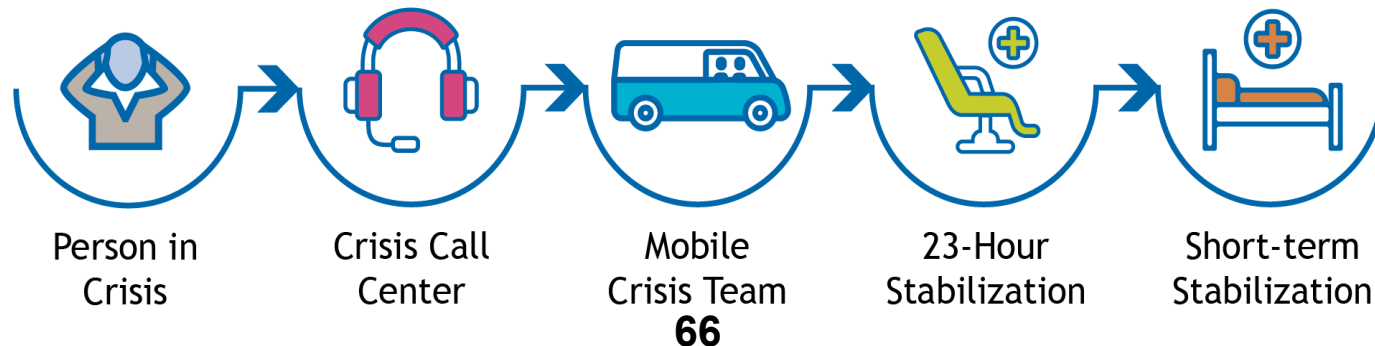 Person in
Crisis
Crisis Call
Center
Mobile
Crisis Team
66
23-Hour
Stabilization
Short-term
Stabilization